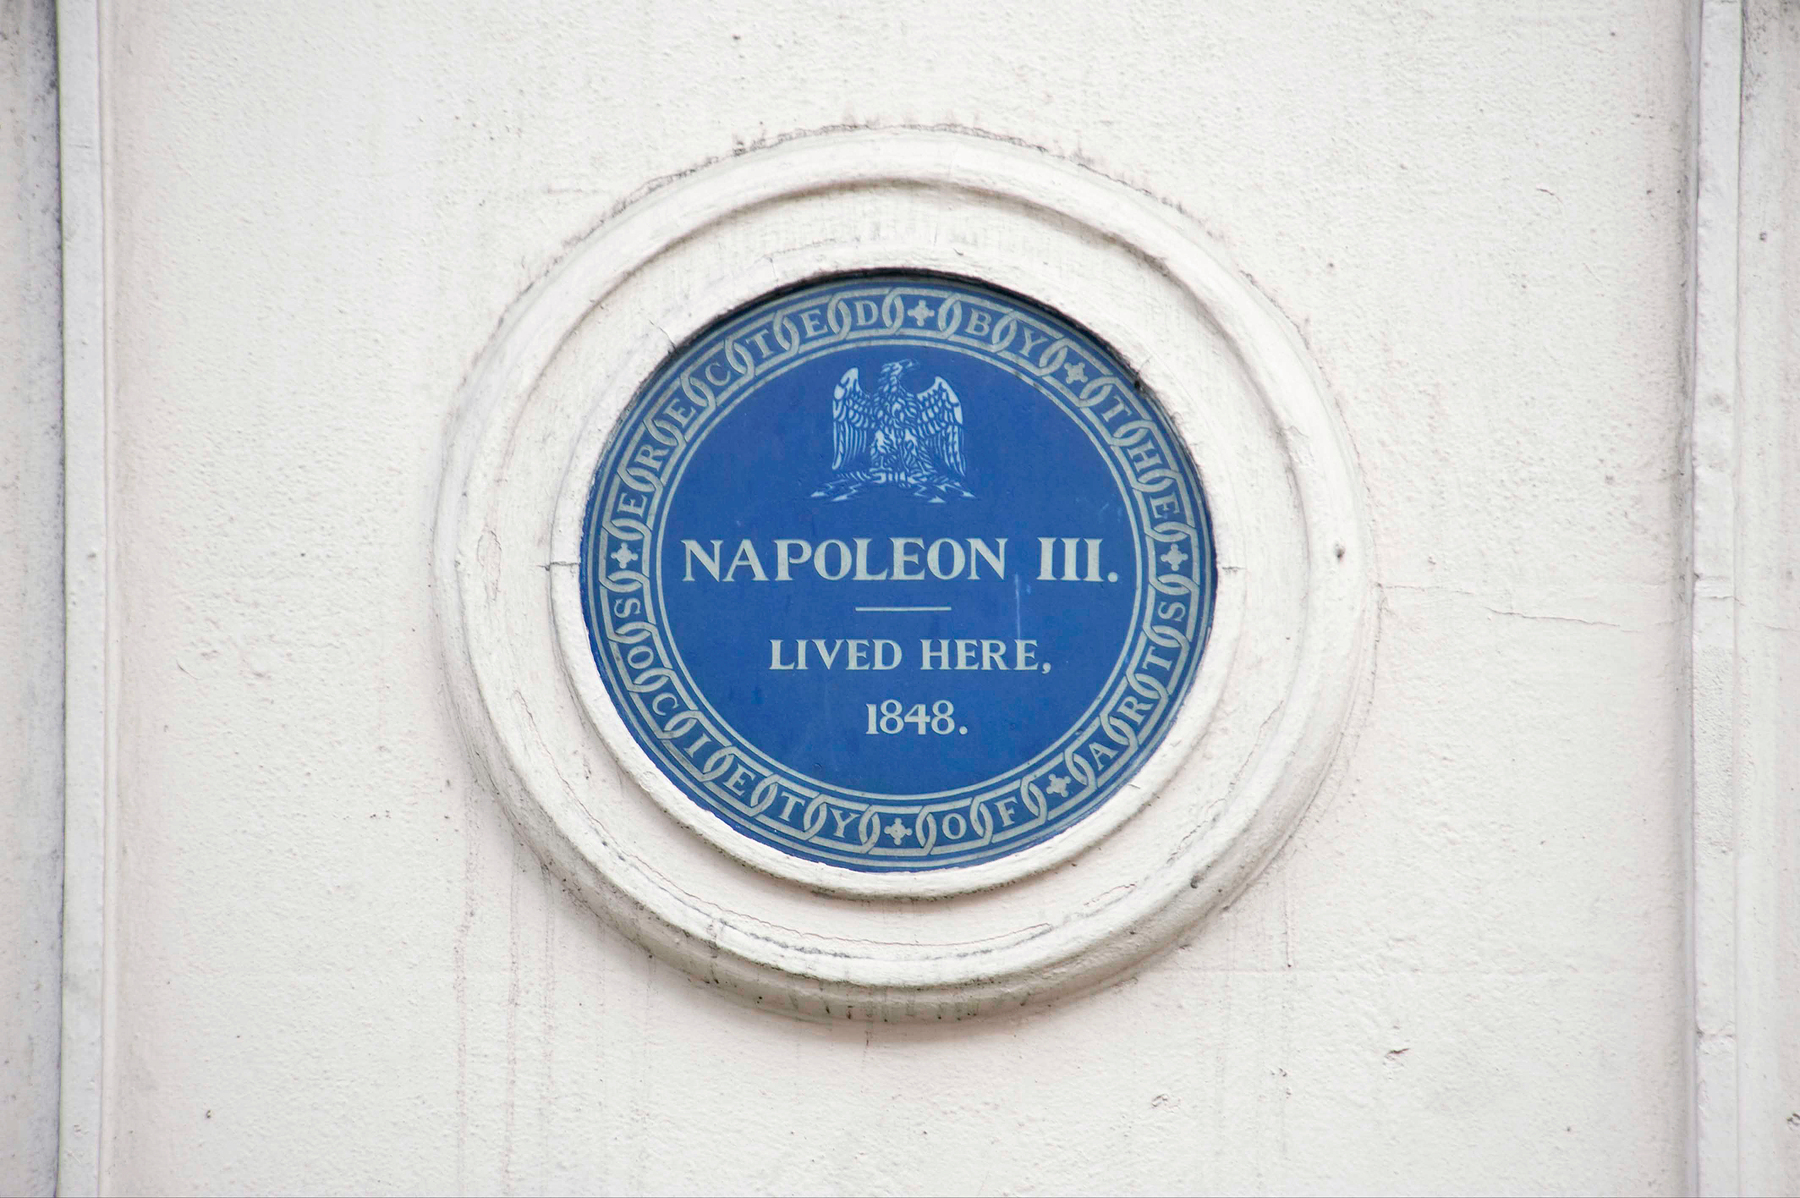 ERECTED BY THE SOCIETY OF ARTS
NAPOLEON III.
LIVED HERE,
1848.